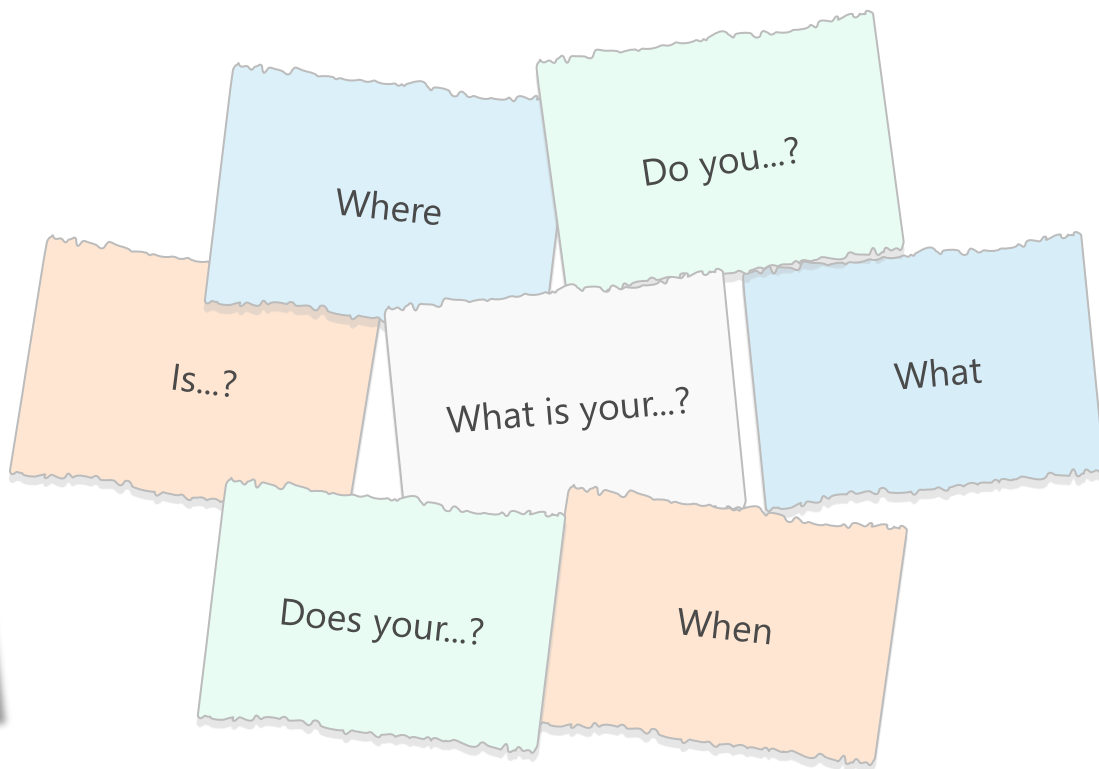 Where
Do you...?
Is...?
What is your...?
What
Does your...?
When